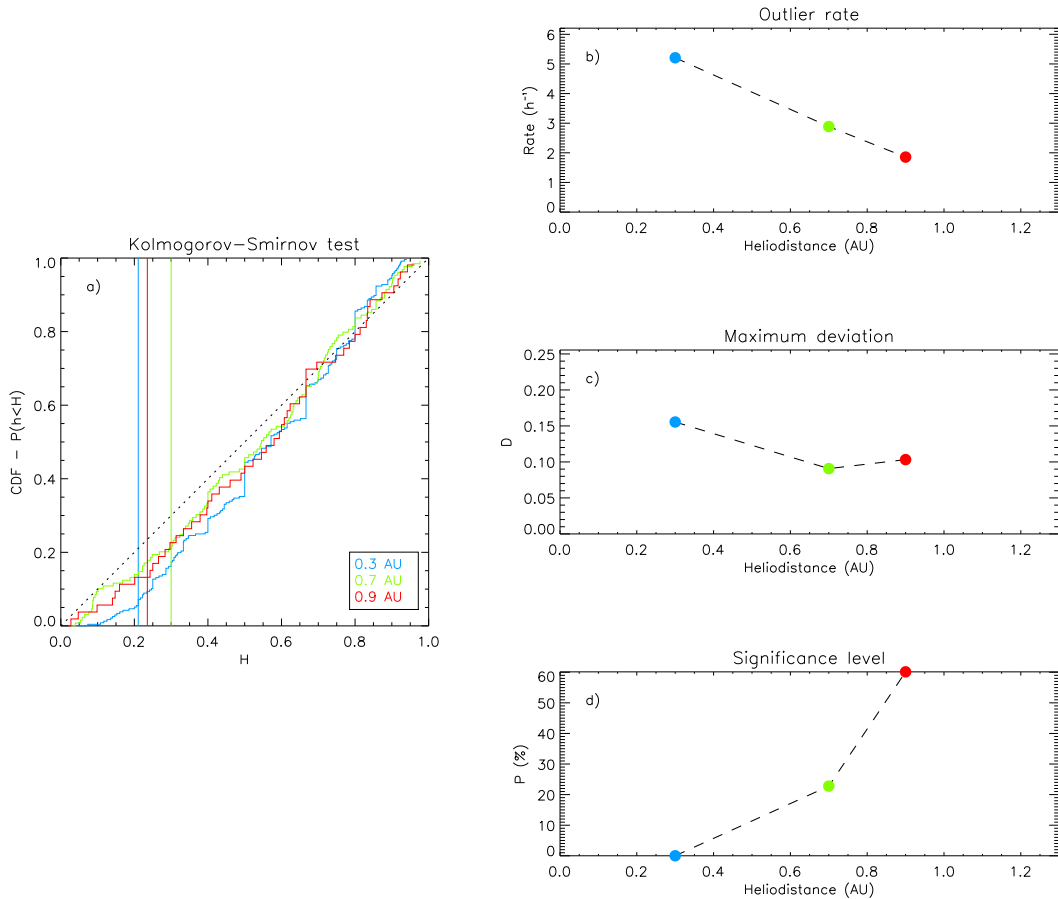 Kolmogorov−Smirnov test
a)
CDF − P(h<H)
1.0
0.8
0.6
0.4
0.2
0.0
0.0 0.2 0.4 0.6 0.8 1.0
H
0.3 AU
0.7 AU
0.9 AU
Outlier rate
b)
Rate (h⁻¹)
6
5
4
3
2
1
0
0.0 0.2 0.4 0.6 0.8 1.0 1.2
Heliodistance (AU)
Maximum deviation
c)
D
0.25
0.20
0.15
0.10
0.05
0.00
0.0 0.2 0.4 0.6 0.8 1.0 1.2
Heliodistance (AU)
Significance level
d)
P (%)
60
50
40
30
20
10
0
0.0 0.2 0.4 0.6 0.8 1.0 1.2
Heliodistance (AU)